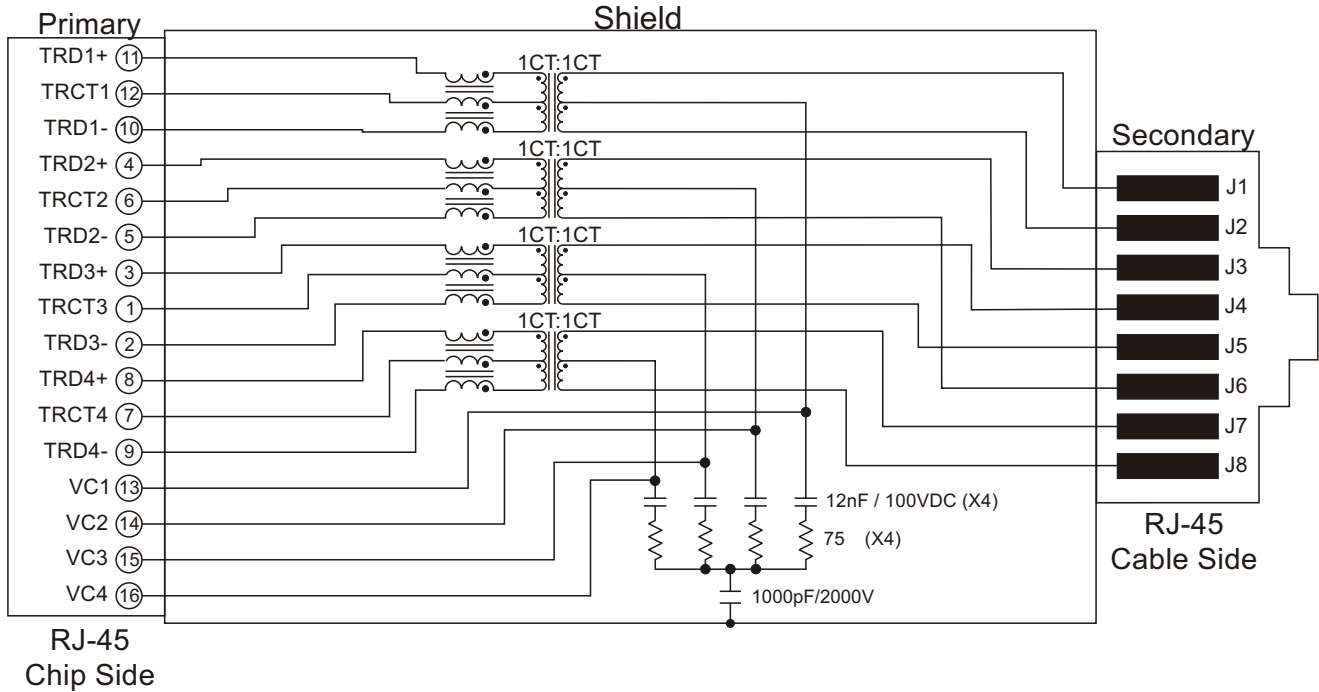 Primary
Shield
TRD1+ 11
TRCT1 12
TRD1- 10
TRD2+ 4
TRCT2 6
TRD2- 5
TRD3+ 3
TRCT3 1
TRD3- 2
TRD4+ 8
TRCT4 7
TRD4- 9
VC1 13
VC2 14
VC3 15
VC4 16
RJ-45
Chip Side
1CT:1CT
1CT:1CT
1CT:1CT
1CT:1CT
12nF / 100VDC (X4)
75 (X4)
1000pF/2000V
Secondary
J1
J2
J3
J4
J5
J6
J7
J8
RJ-45
Cable Side